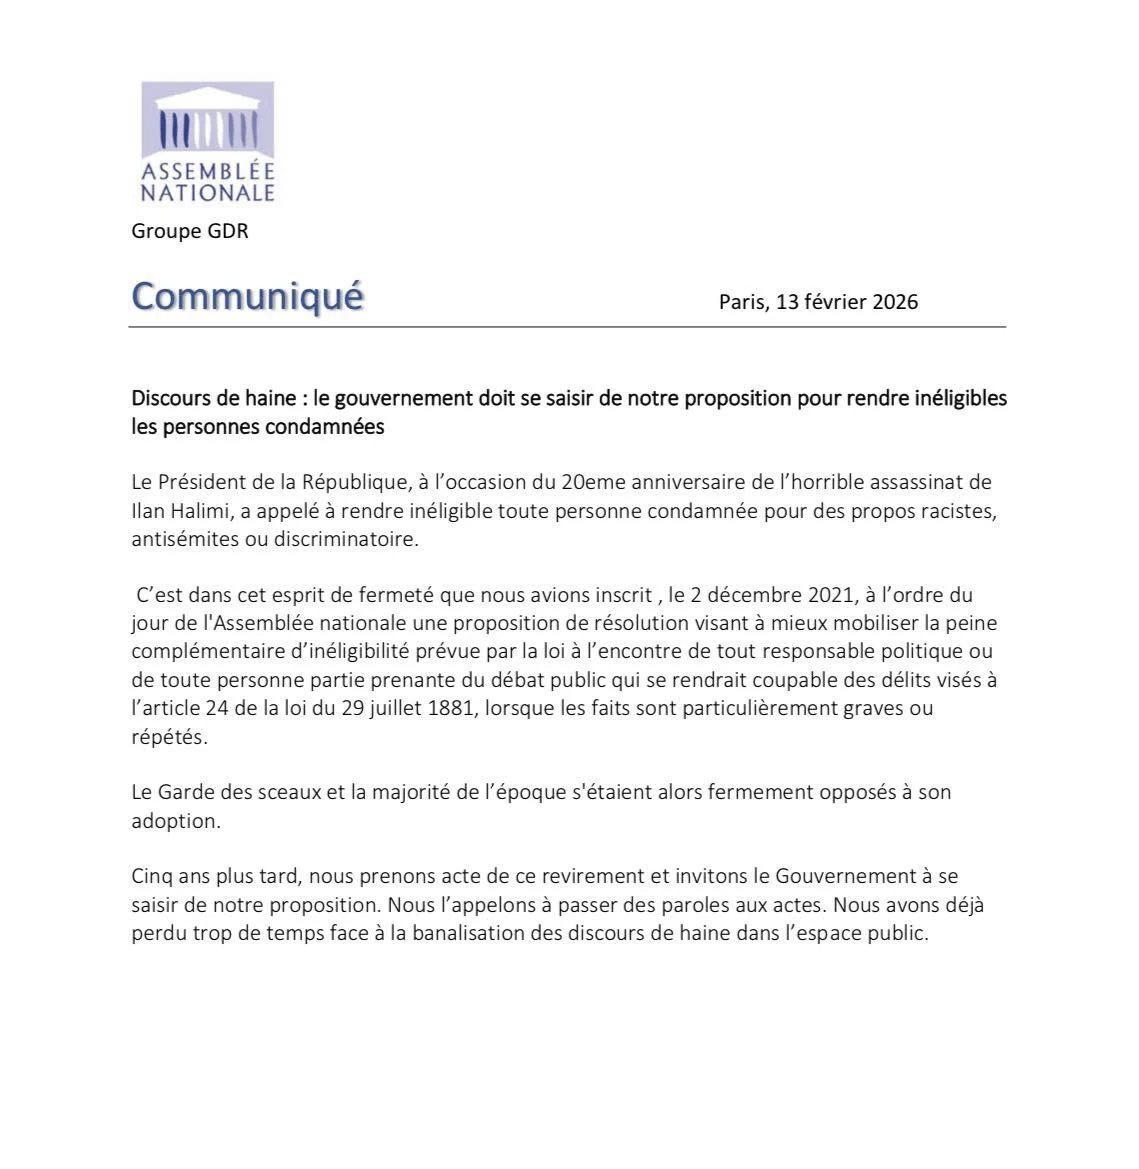 ASSEMBLÉE
NATIONALE
Groupe GDR
Communiqué
Paris, 13 février 2026
Discours de haine : le gouvernement doit se saisir de notre proposition pour rendre inéligibles
les personnes condamnées
Le Président de la République, à l’occasion du 20eme anniversaire de l’horrible assassinat de
Ilan Halimi, a appelé à rendre inéligible toute personne condamnée pour des propos racistes,
antisémites ou discriminatoire.
C’est dans cet esprit de fermeté que nous avions inscrit , le 2 décembre 2021, à l’ordre du
jour de l'Assemblée nationale une proposition de résolution visant à mieux mobiliser la peine
complémentaire d’inéligibilité prévue par la loi à l’encontre de tout responsable politique ou
de toute personne partie prenante du débat public qui se rendrait coupable des délits visés à
l’article 24 de la loi du 29 juillet 1881, lorsque les faits sont particulièrement graves ou
répétés.
Le Garde des sceaux et la majorité de l’époque s'étaient alors fermement opposés à son
adoption.
Cinq ans plus tard, nous prenons acte de ce revirement et invitons le Gouvernement à se
saisir de notre proposition. Nous l’appelons à passer des paroles aux actes. Nous avons déjà
perdu trop de temps face à la banalisation des discours de haine dans l’espace public.